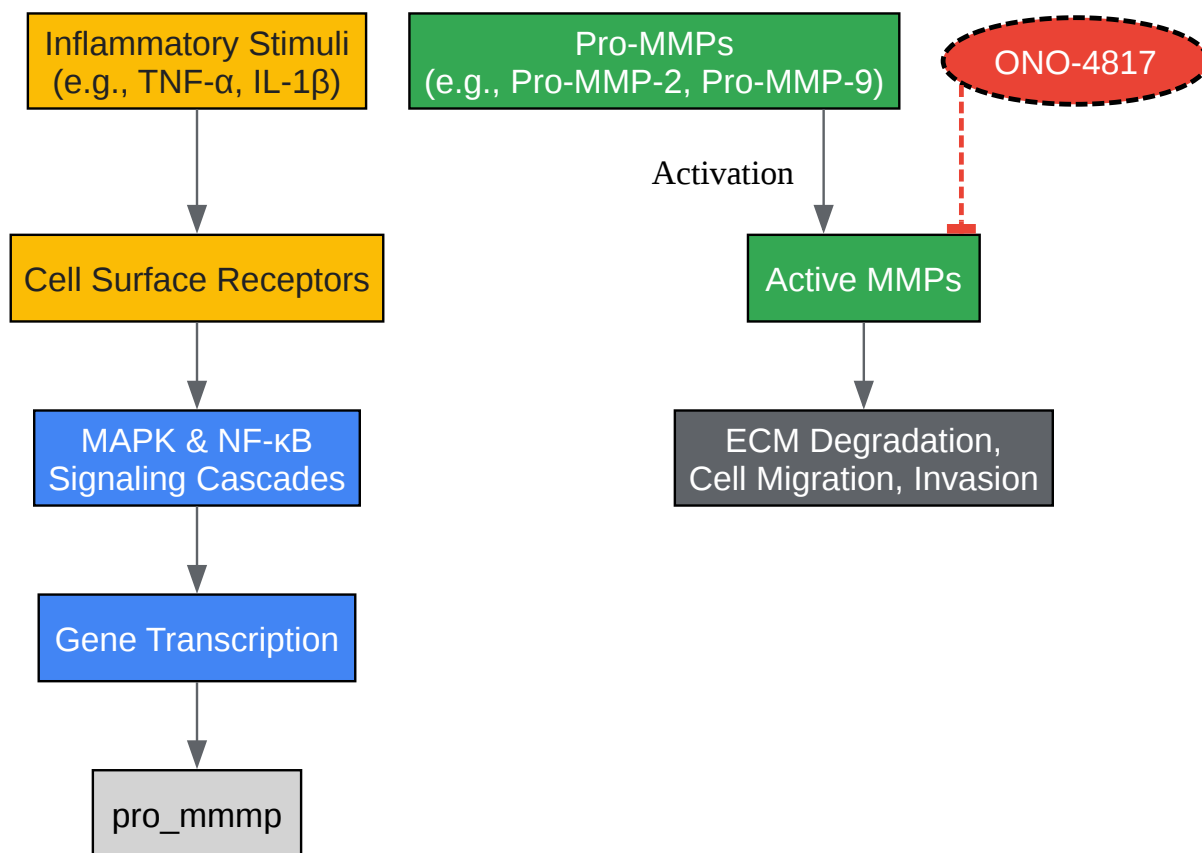 Inflammatory Stimuli
(e.g., TNF-α, IL-1β)
Cell Surface Receptors
MAPK & NF-κB
Signaling Cascades
Gene Transcription
pro_mmmp
Pro-MMPs
(e.g., Pro-MMP-2, Pro-MMP-9)
Activation
Active MMPs
ECM Degradation,
Cell Migration, Invasion
ONO-4817